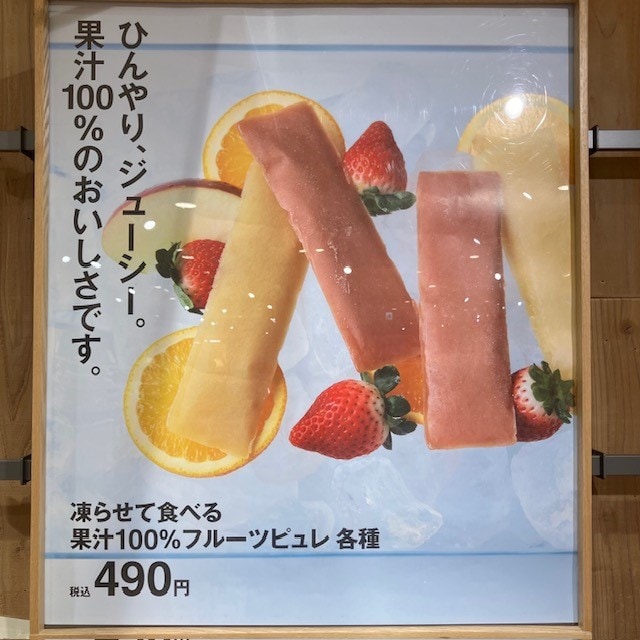 ひんやり、ジューシー。
果汁100%のおいしさです。
凍らせて食べる
果汁100%フルーツピュレ 各種
税込490円